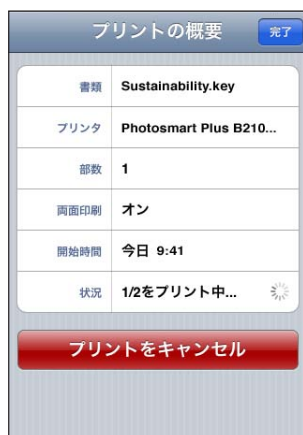 プリントの概要 完了
書類 Sustainability.key
プリンタ Photosmart Plus B210...
部数 1
両面印刷 オン
開始時間 今日 9:41
状況 1/2をプリント中...
プリントをキャンセル